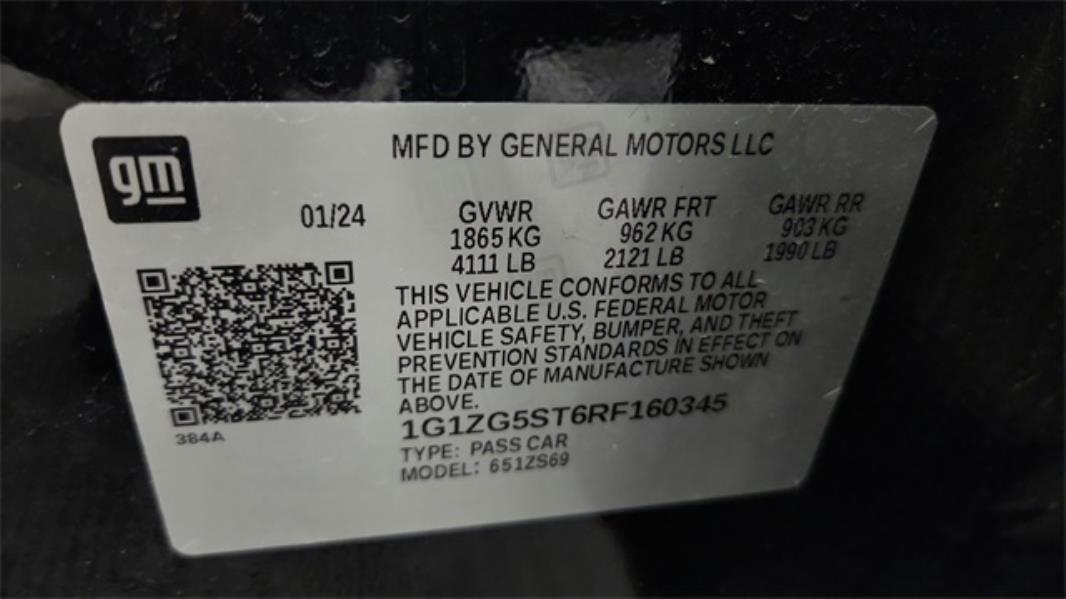 gm
MFD BY GENERAL MOTORS LLC
01/24
GVWR GAWR FRT GAWR RR
1865 KG 962 KG 903 KG
4111 LB 2121 LB 1990 LB
THIS VEHICLE CONFORMS TO ALL
APPLICABLE U.S. FEDERAL MOTOR
VEHICLE SAFETY, BUMPER, AND THEFT
PREVENTION STANDARDS IN EFFECT ON
THE DATE OF MANUFACTURE SHOWN
ABOVE.
1G1ZG5ST6RF160345
TYPE: PASS CAR
MODEL: 651ZS69
384A